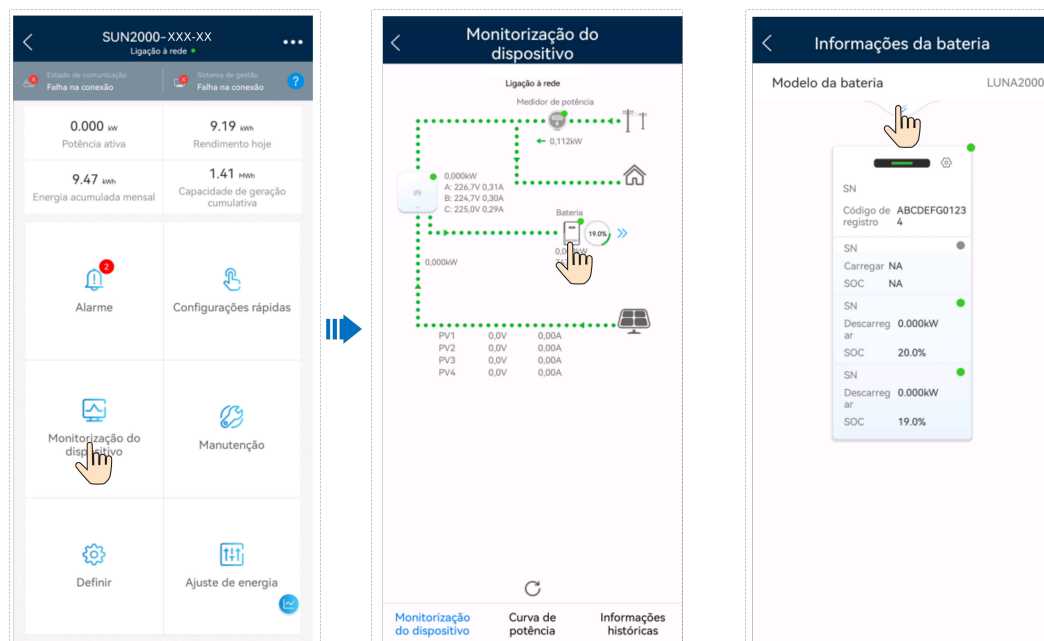 SUN2000-XXX-XX
Ligação à rede
Estado de comunicação
Falha na conexão
Sistema de gestão
Falha na conexão
?
0.000 kW
Potência ativa
9.19 kWh
Rendimento hoje
9.47 kWh
Energia acumulada mensal
1.41 MWh
Capacidade de geração
cumulativa
2
Alarme
Configurações rápidas
Monitorização do
dispositivo
Manutenção
Definir
Ajuste de energia
Monitorização do
dispositivo
Ligação à rede
Medidor de potência
0,112kW
0,000kW
A: 226,7V 0,31A
B: 224,7V 0,30A
C: 225,0V 0,29A
Bateria
19.0%
0,000kW
PV1 0,0V 0,00A
PV2 0,0V 0,00A
PV3 0,0V 0,00A
PV4 0,0V 0,00A
Monitorização
do dispositivo
Curva de
potência
Informações
históricas
Informações da bateria
Modelo da bateria LUNA2000
SN
Código de ABCDEFG0123
registro 4
SN
Carregar NA
SOC NA
SN
Descarreg 0.000kW
ar
SOC 20.0%
SN
Descarreg 0.000kW
ar
SOC 19.0%